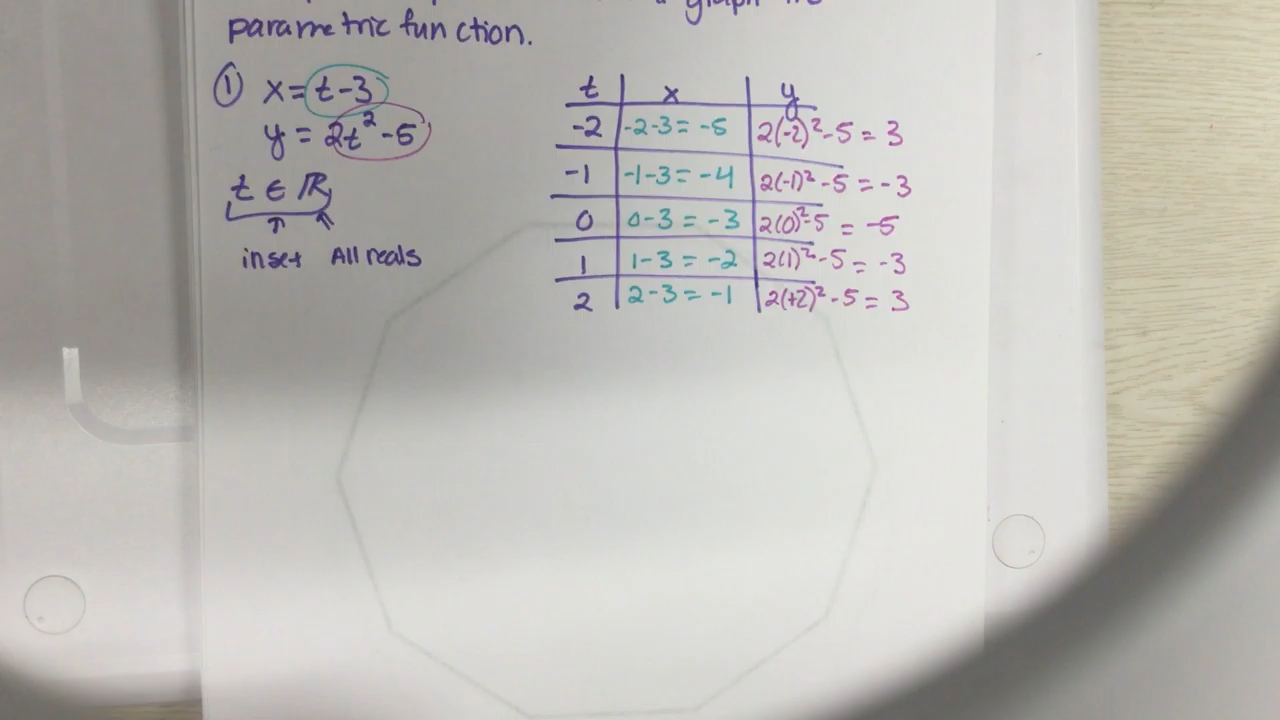 a graph
parametric function.
① x = t-3
y = 2t² -5
t ∈ ℝ
in set All reals
t x y
-2 -2-3 = -5 2(-2)² -5 = 3
-1 -1-3 = -4 2(-1)² -5 = -3
0 0-3 = -3 2(0)²-5 = -5
1 1-3 = -2 2(1)² -5 = -3
2 2-3 = -1 2(+2)² -5 = 3